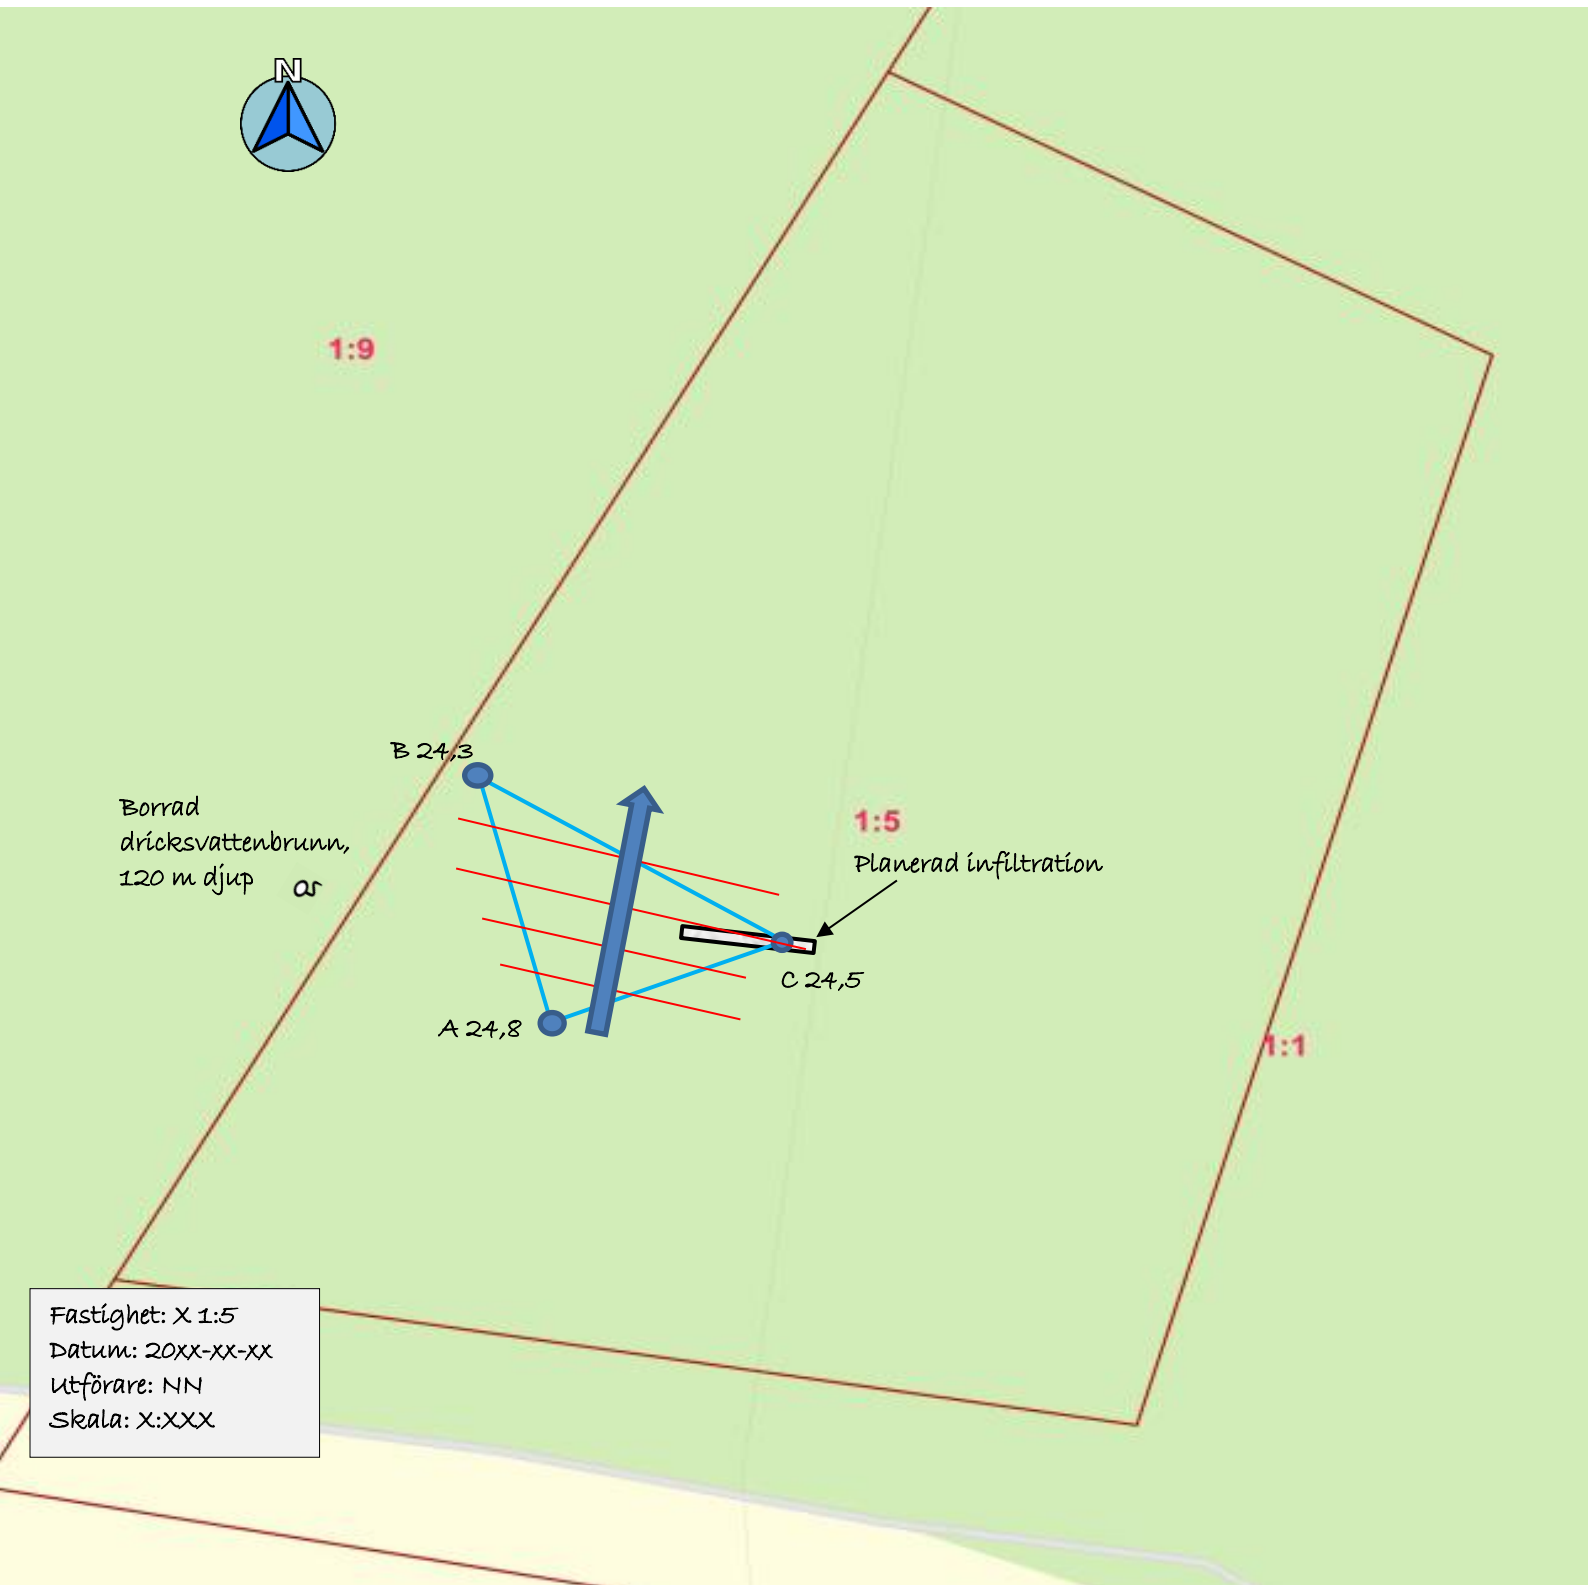 N
1:9
B 24,3
Borrad
dricksvattenbrunn,
120 m djup
1:5
Planerad infiltration
C 24,5
A 24,8
1:1
Fastighet: X 1:5
Datum: 20xx-xx-xx
Utförare: NN
Skala: X:XXX